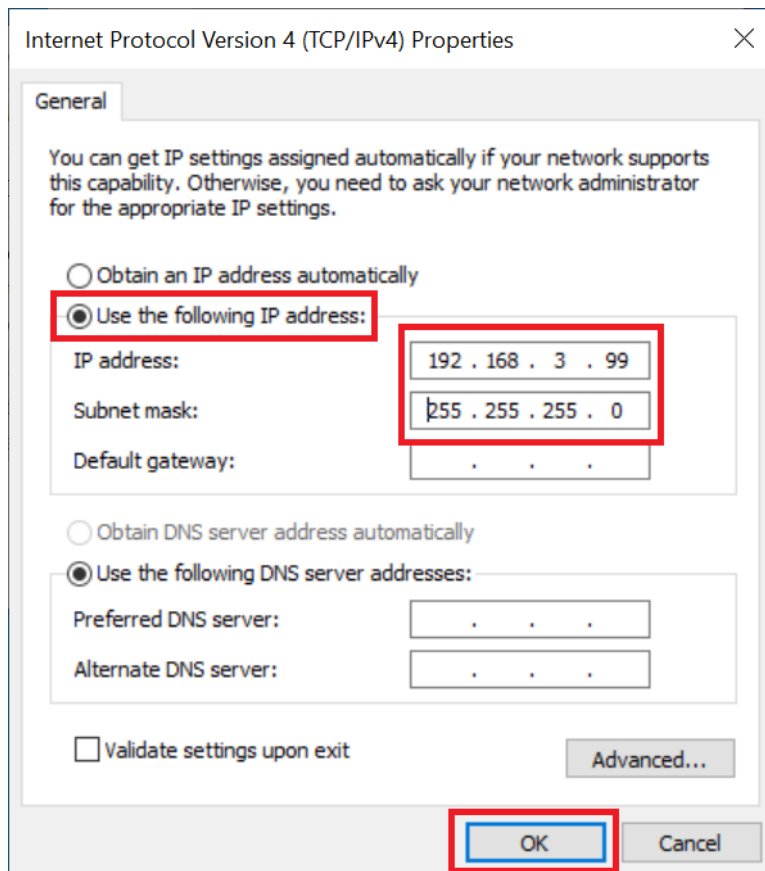 Internet Protocol Version 4 (TCP/IPv4) Properties
General
You can get IP settings assigned automatically if your network supports
this capability. Otherwise, you need to ask your network administrator
for the appropriate IP settings.
Obtain an IP address automatically
Use the following IP address:
IP address: 192 . 168 . 3 . 99
Subnet mask: 255 . 255 . 255 . 0
Default gateway: . . .
Obtain DNS server address automatically
Use the following DNS server addresses:
Preferred DNS server: . . .
Alternate DNS server: . . .
Validate settings upon exit
Advanced...
OK Cancel